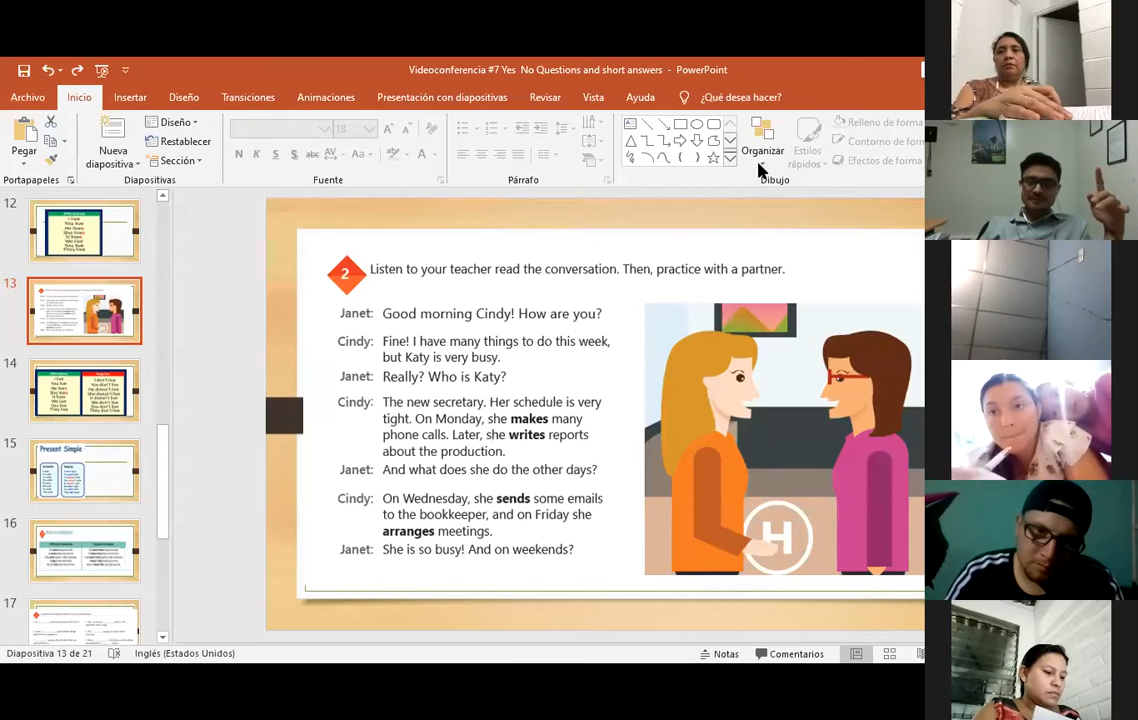 Videoconferencia #7 Yes  No Questions and short answers  -  PowerPoint
Archivo Inicio Insertar Diseño Transiciones Animaciones Presentación con diapositivas Revisar Vista Ayuda ¿Qué desea hacer?
Pegar
Nueva diapositiva
Diseño
Restablecer
Sección
18
N K S
Organizar
Estilos rápidos
Relleno de forma
Contorno de form
Efectos de forma
Portapapeles Diapositivas Fuente Párrafo Dibujo
12
13
14
15
Present Simple
16
17
2
Listen to your teacher read the conversation. Then, practice with a partner.
Janet: Good morning Cindy! How are you?
Cindy: Fine! I have many things to do this week,
but Katy is very busy.
Janet: Really? Who is Katy?
Cindy: The new secretary. Her schedule is very
tight. On Monday, she makes many
phone calls. Later, she writes reports
about the production.
Janet: And what does she do the other days?
Cindy: On Wednesday, she sends some emails
to the bookkeeper, and on Friday she
arranges meetings.
Janet: She is so busy! And on weekends?
Diapositiva 13 de 21 Inglés (Estados Unidos) Notas Comentarios